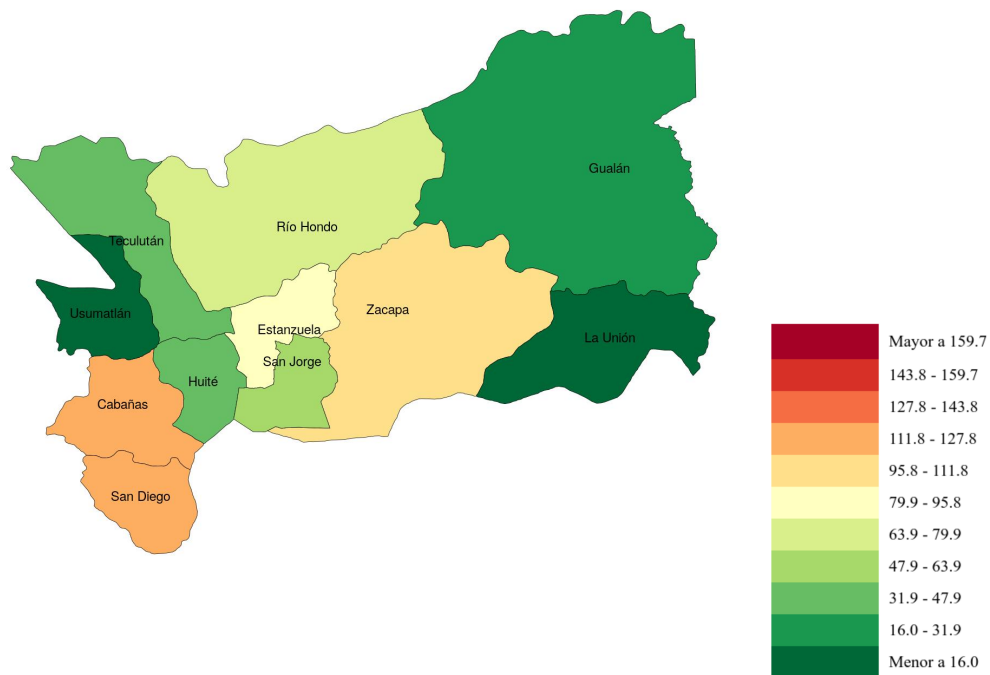 Gualán
Río Hondo
Teculután
Usumatlán
Zacapa
Estanzuela
La Unión
San Jorge
Huité
Cabañas
San Diego
Mayor a 159.7
143.8 - 159.7
127.8 - 143.8
111.8 - 127.8
95.8 - 111.8
79.9 - 95.8
63.9 - 79.9
47.9 - 63.9
31.9 - 47.9
16.0 - 31.9
Menor a 16.0